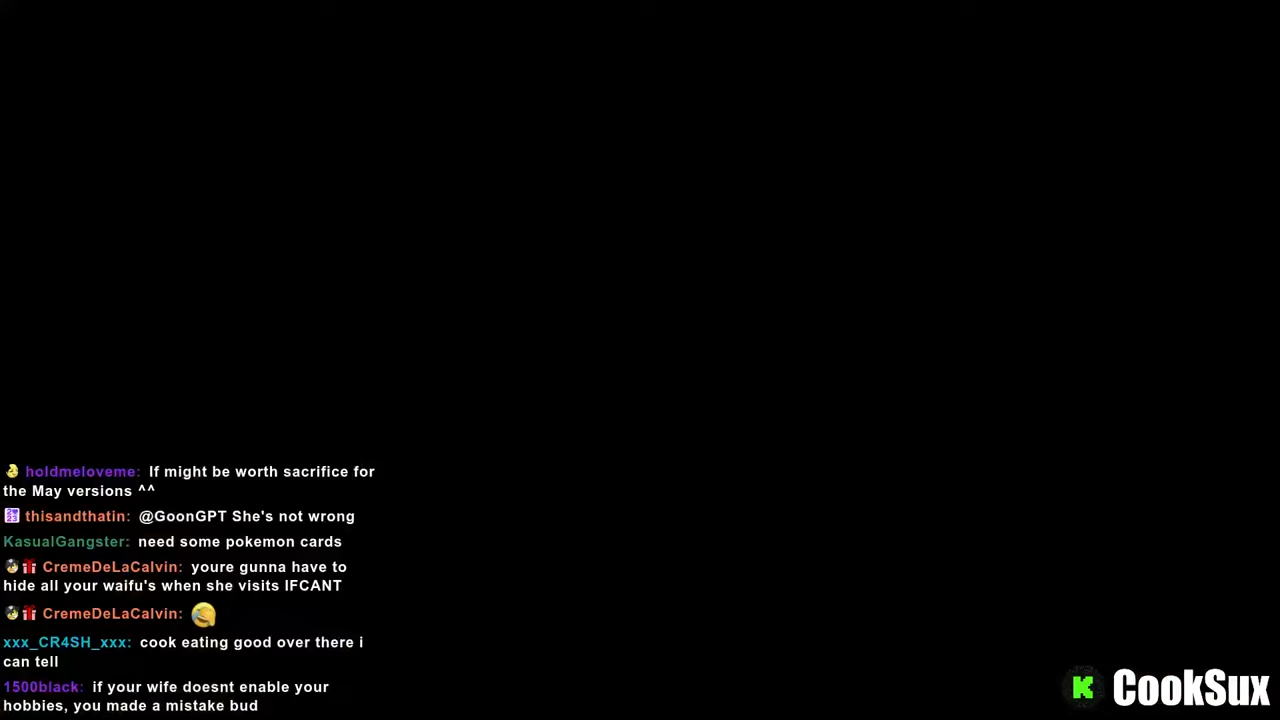 holdmeloveme: If might be worth sacrifice for
the May versions ^^
thisandthatin: @GoonGPT She's not wrong
KasualGangster: need some pokemon cards
CremeDeLaCalvin: youre gunna have to
hide all your waifu's when she visits IFCANT
CremeDeLaCalvin:
xxx_CR4SH_xxx: cook eating good over there i
can tell
1500black: if your wife doesnt enable your
hobbies, you made a mistake bud
K CookSux